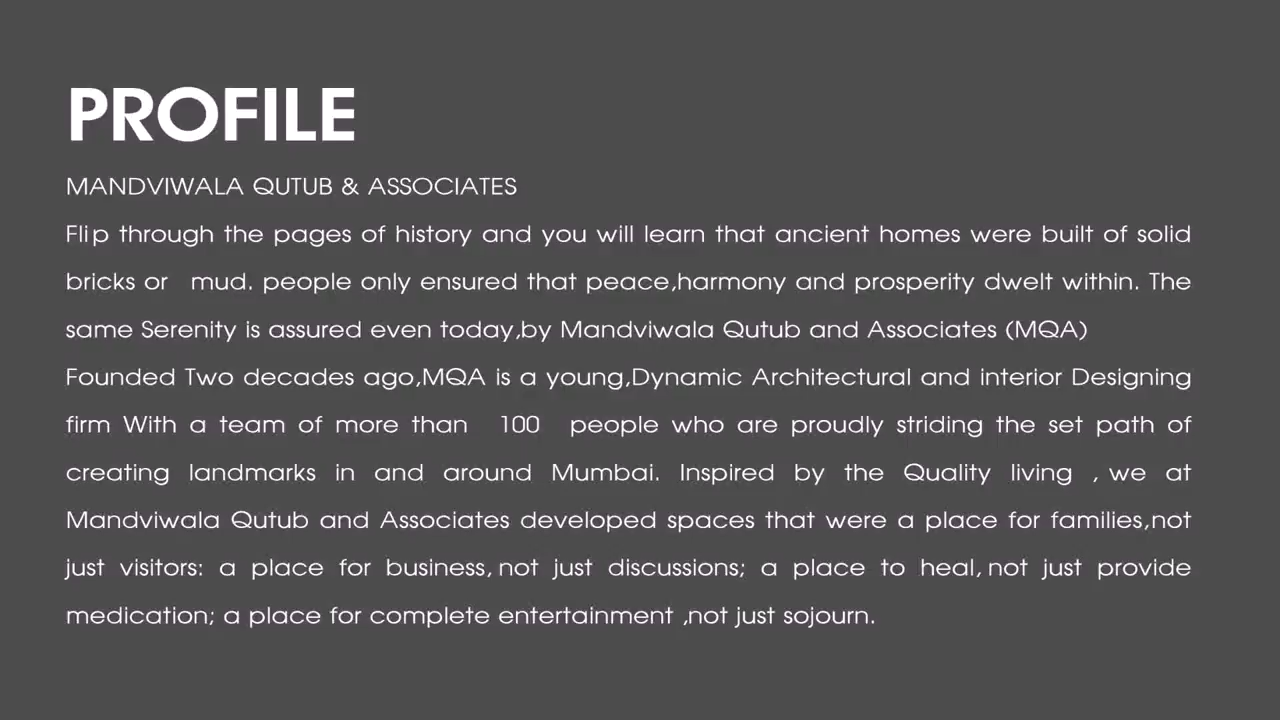 PROFILE
MANDVIWALA QUTUB & ASSOCIATES
Flip through the pages of history and you will learn that ancient homes were built of solid
bricks or mud. people only ensured that peace,harmony and prosperity dwelt within. The
same Serenity is assured even today,by Mandviwala Qutub and Associates (MQA)
Founded Two decades ago,MQA is a young,Dynamic Architectural and interior Designing
firm With a team of more than 100 people who are proudly striding the set path of
creating landmarks in and around Mumbai. Inspired by the Quality living , we at
Mandviwala Qutub and Associates developed spaces that were a place for families,not
just visitors: a place for business, not just discussions; a place to heal, not just provide
medication; a place for complete entertainment ,not just sojourn.